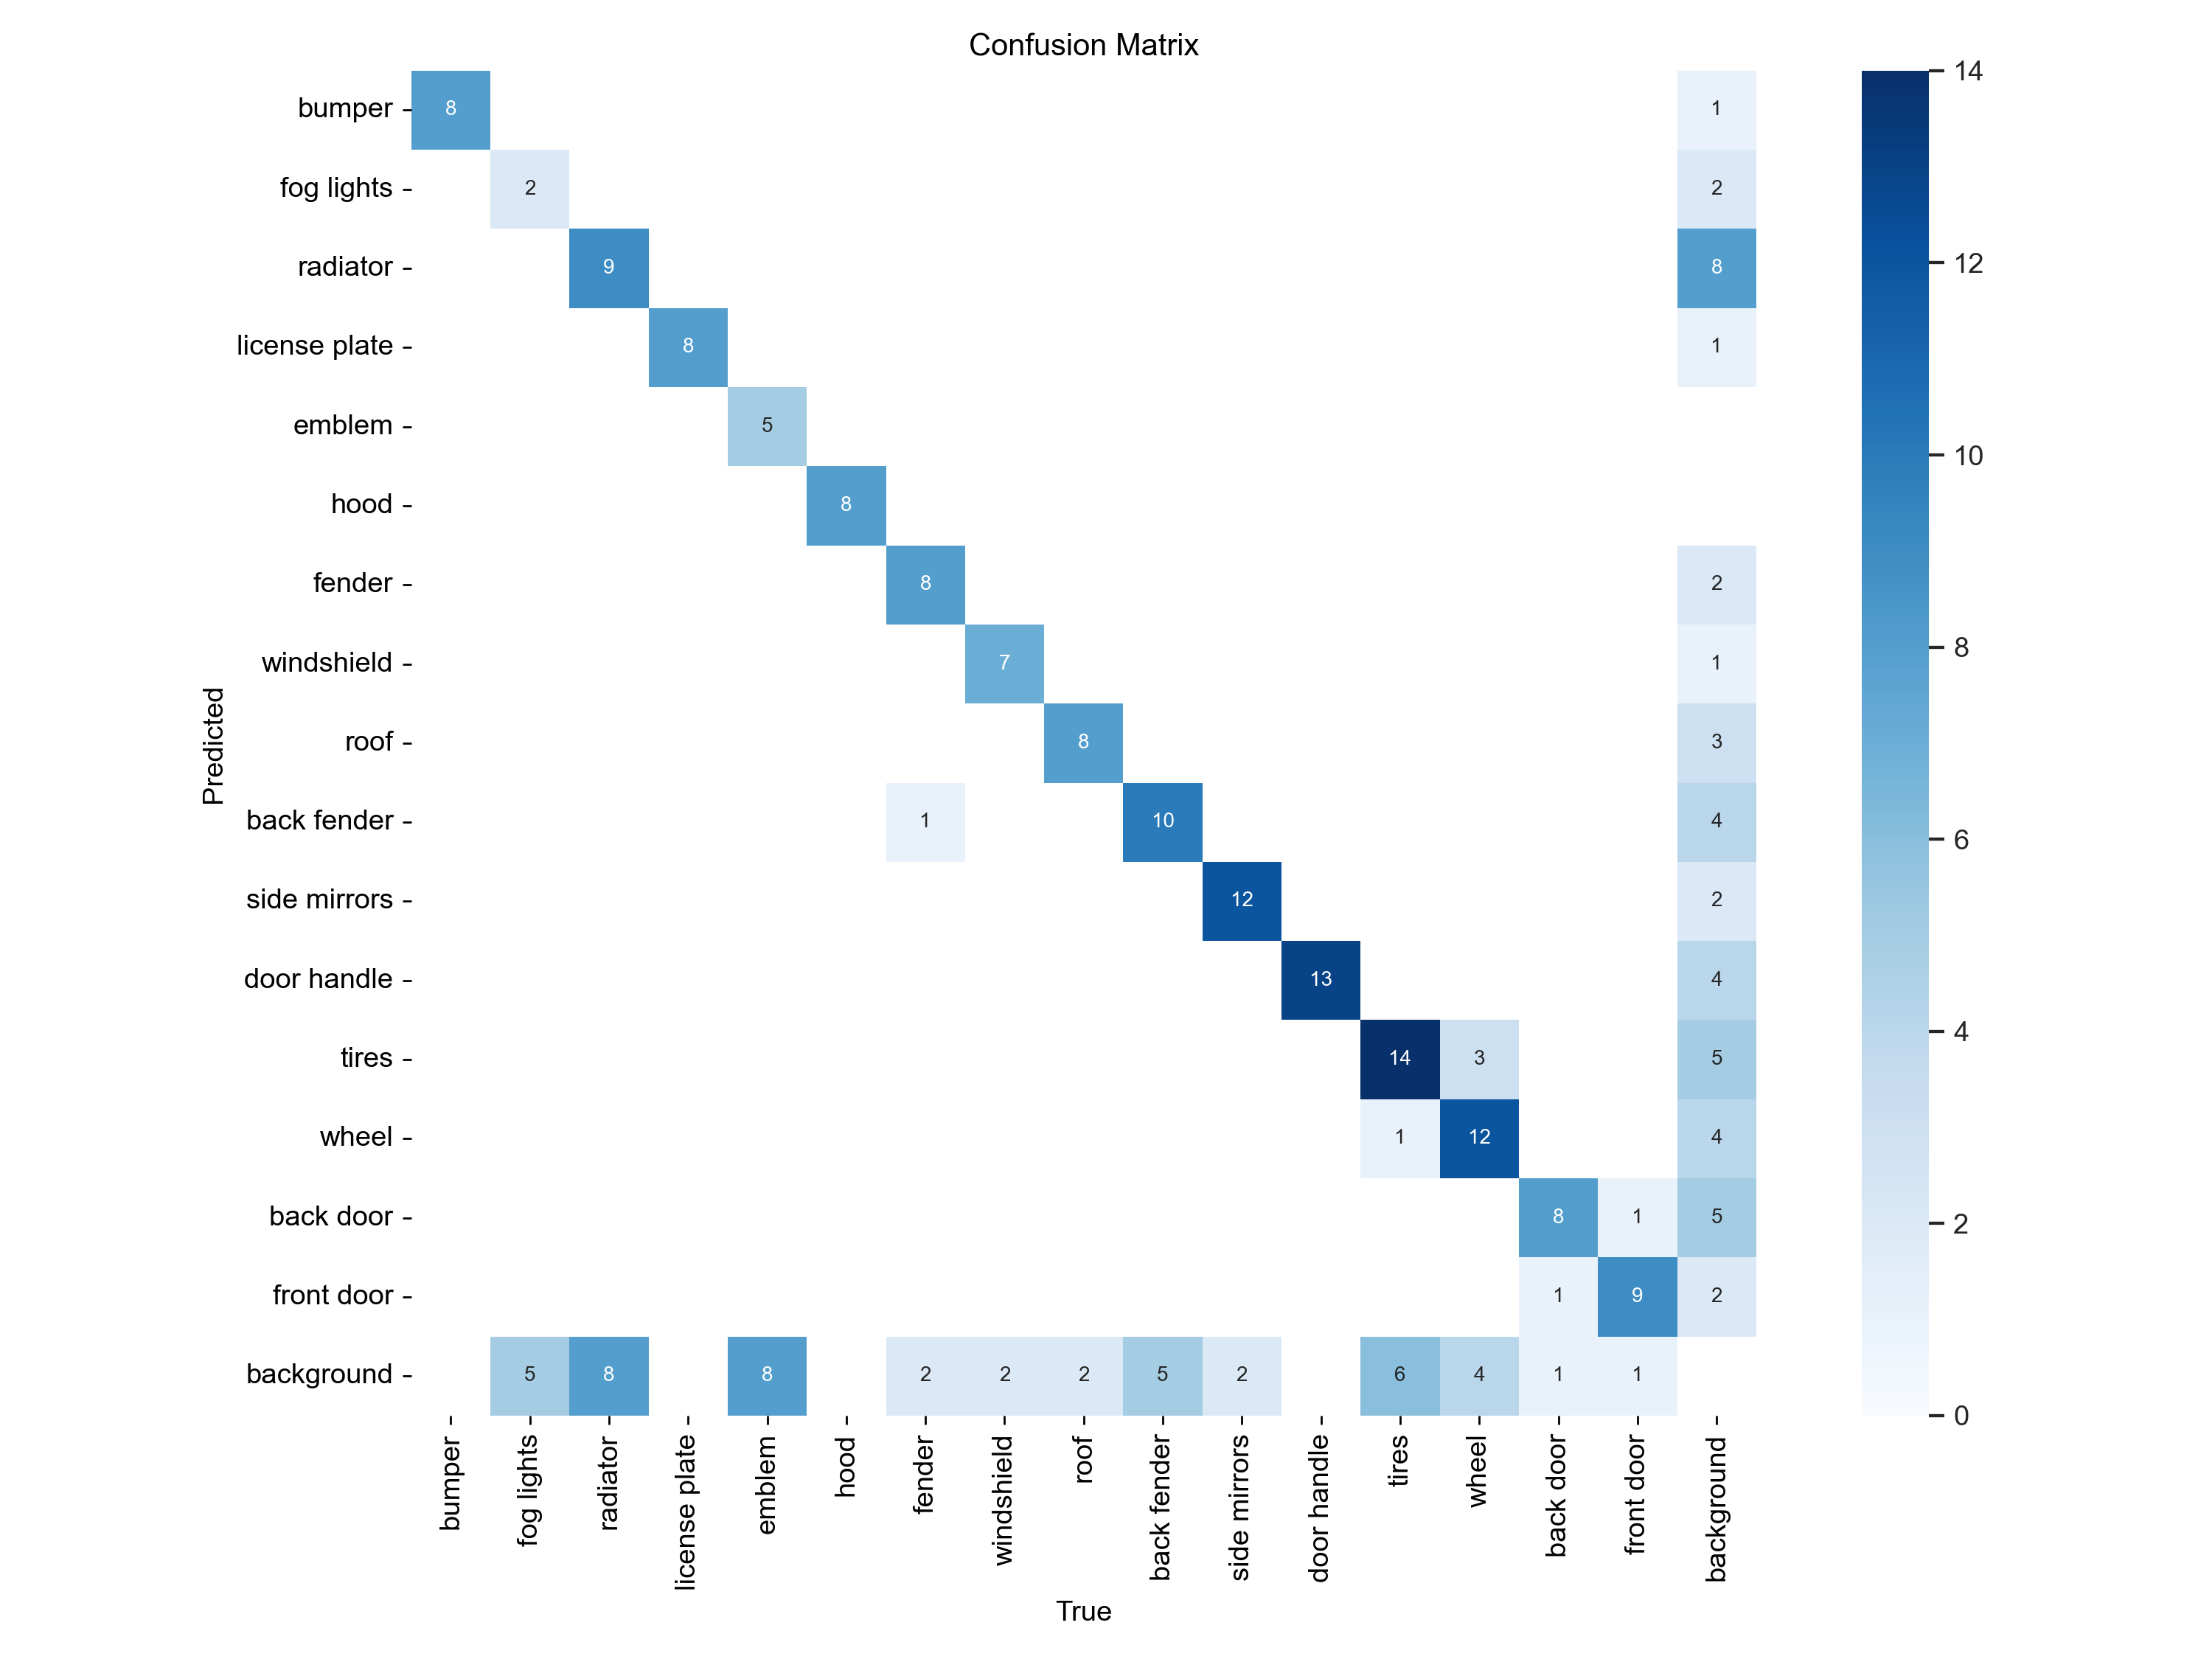 Confusion Matrix
bumper 8 1
fog lights 2 2
radiator 9 8
license plate 8 1
emblem 5
hood 8
fender 8 2
windshield 7 1
roof 8 3
back fender 1 10 4
side mirrors 12 2
door handle 13 4
tires 14 3 5
wheel 1 12 4
back door 8 1 5
front door 1 9 2
background 5 8 8 2 2 2 5 2 6 4 1 1
Predicted
bumper
fog lights
radiator
license plate
emblem
hood
fender
windshield
roof
back fender
side mirrors
door handle
tires
wheel
back door
front door
background
True
14
12
10
8
6
4
2
0